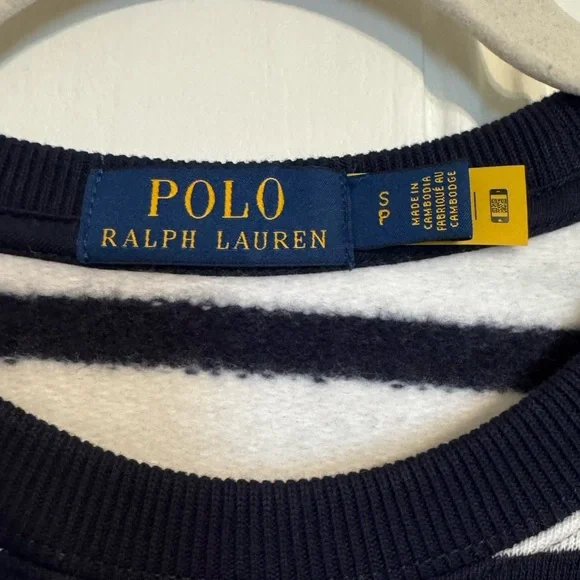 POLO
RALPH LAUREN
S
P
MADE IN
CAMBODIA
FABRIQUÉ AU
CAMBODGE